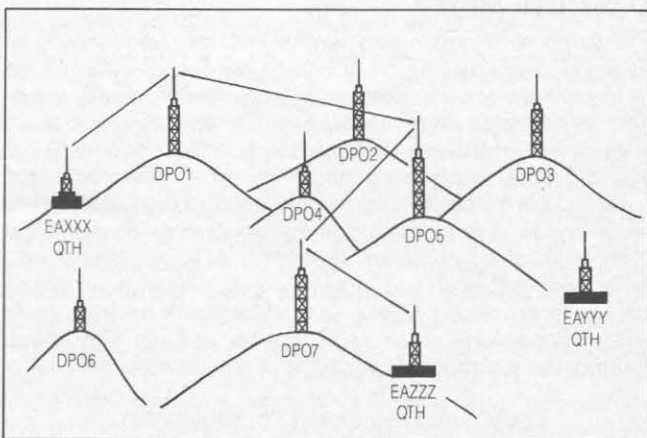 DPO1
DPO2
DPO3
DPO4
DPO5
EAXXX
QTH
EAYYY
QTH
DPO6
DPO7
EAZZZ
QTH